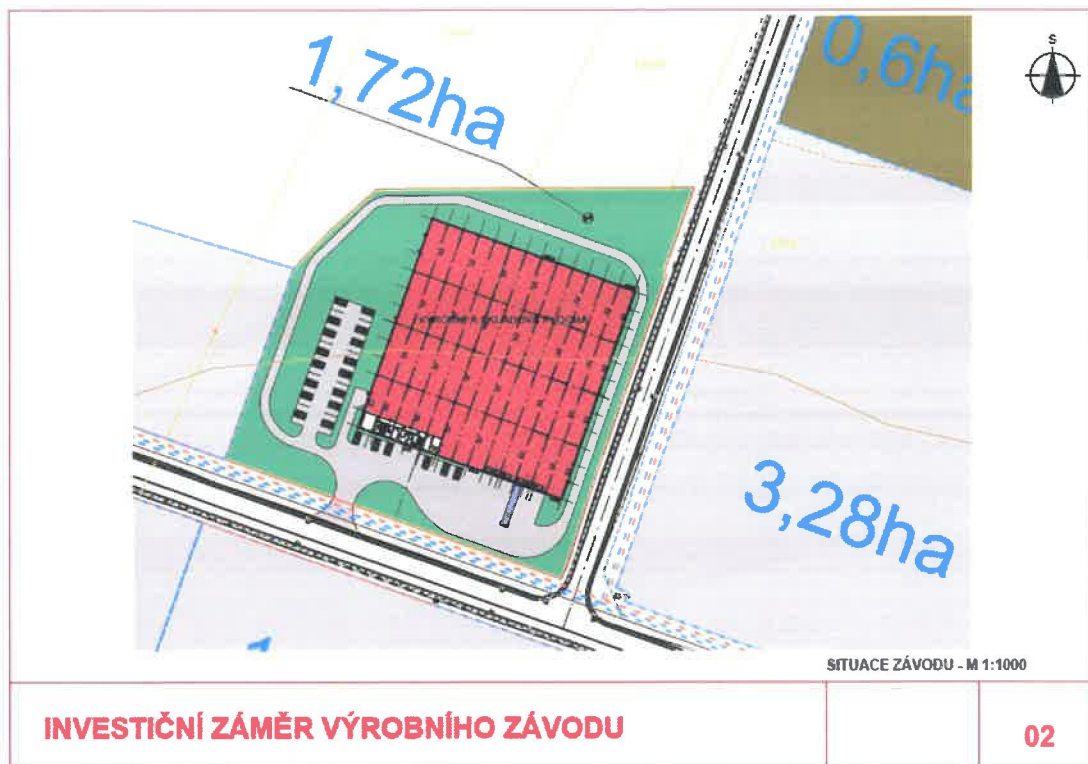 S
1,72ha
0,6ha
3,28ha
SITUACE ZÁVODU - M 1:1000
INVESTIČNÍ ZÁMĚR VÝROBNÍHO ZÁVODU
02